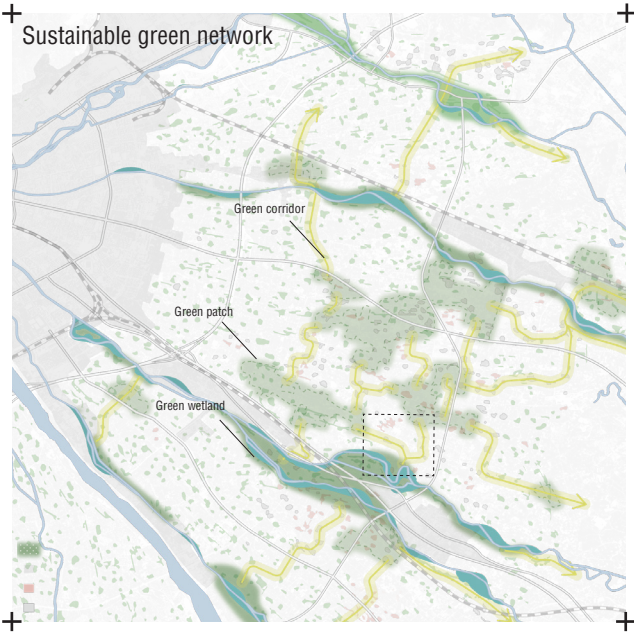 Sustainable green network
Green corridor
Green patch
Green wetland